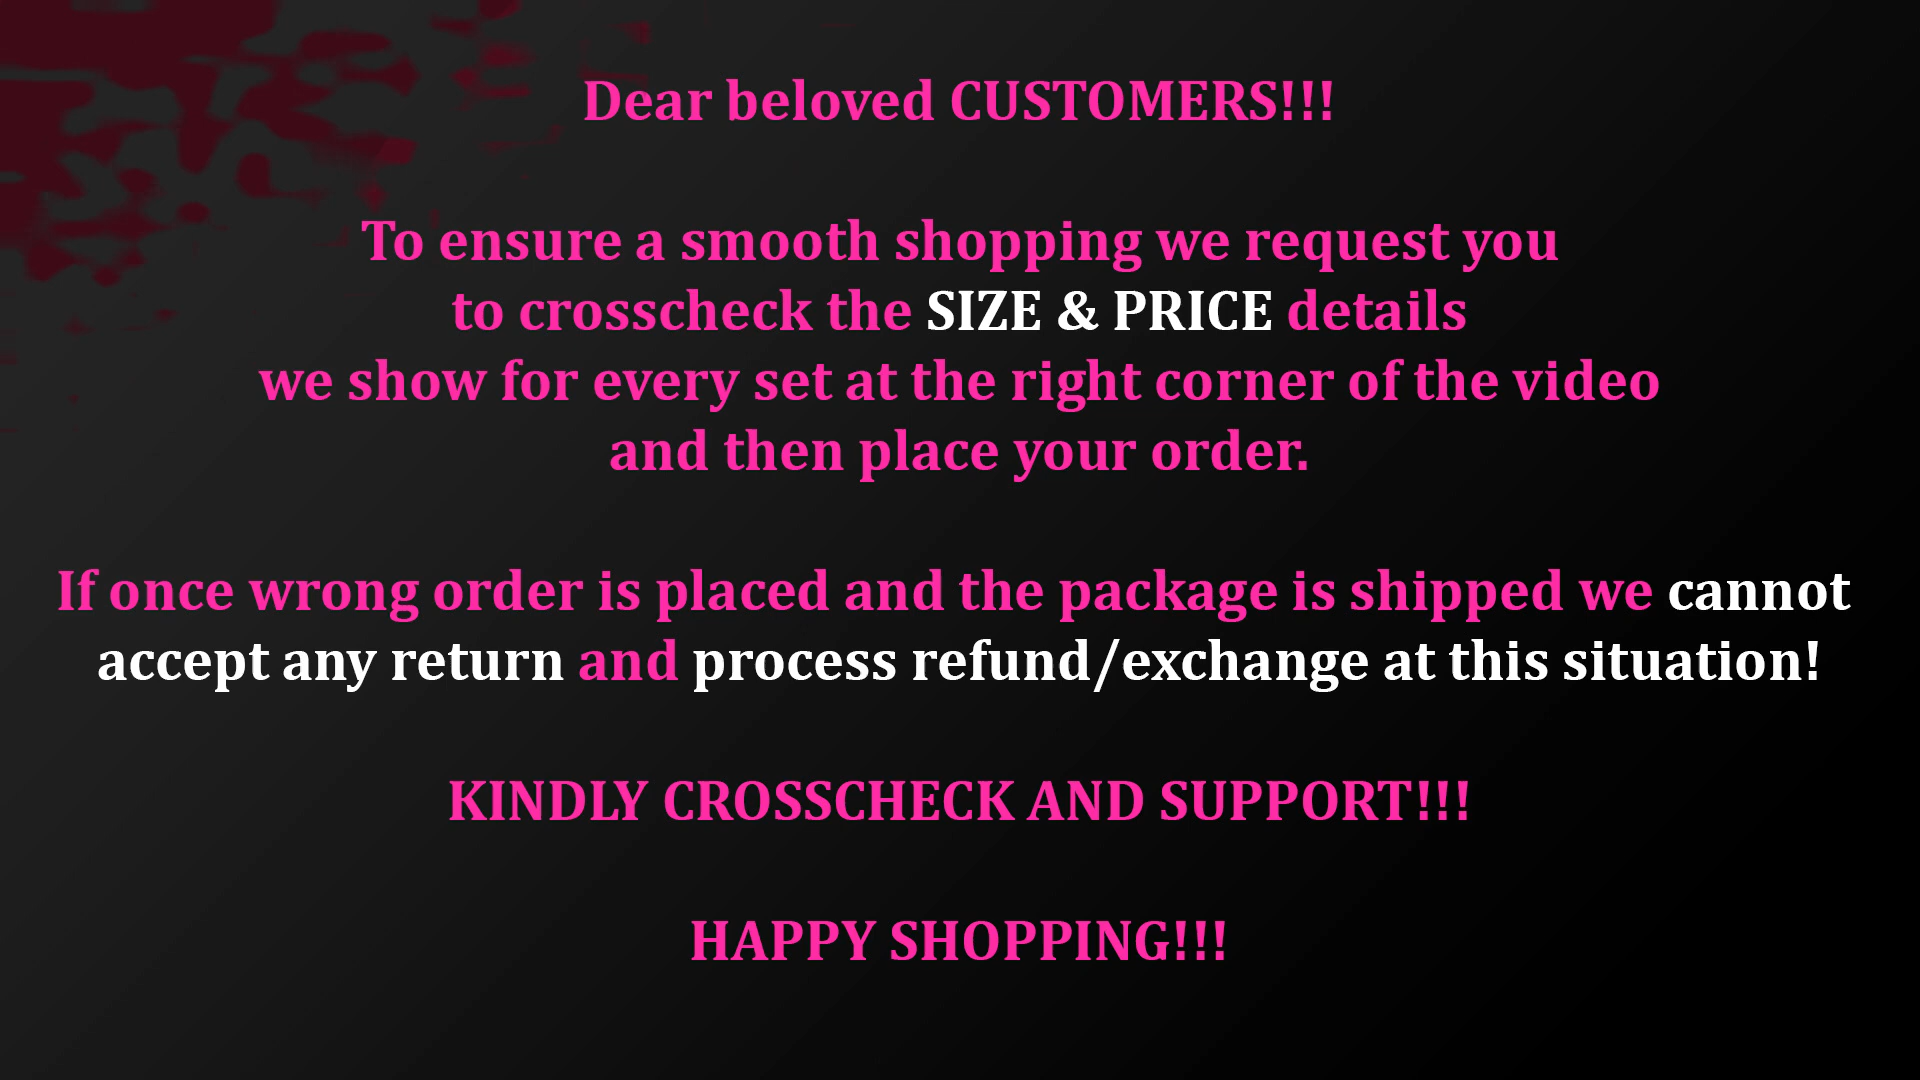 Dear beloved CUSTOMERS!!!
To ensure a smooth shopping we request you
to crosscheck the SIZE & PRICE details
we show for every set at the right corner of the video
and then place your order.
If once wrong order is placed and the package is shipped we cannot
accept any return and process refund/exchange at this situation!
KINDLY CROSSCHECK AND SUPPORT!!!
HAPPY SHOPPING!!!